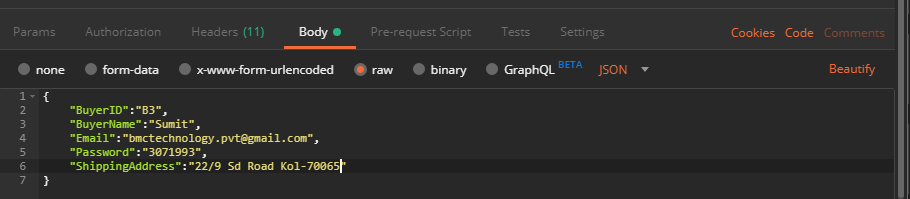 Params Authorization Headers (11) Body Pre-request Script Tests Settings Cookies Code Comments
none form-data x-www-form-urlencoded raw binary GraphQL BETA JSON Beautify
1 {
2 "BuyerID":"B3",
3 "BuyerName":"Sumit",
4 "Email":"bmctechnology.pvt@gmail.com",
5 "Password":"3071993",
6 "ShippingAddress":"22/9 Sd Road Kol-70065"
7 }